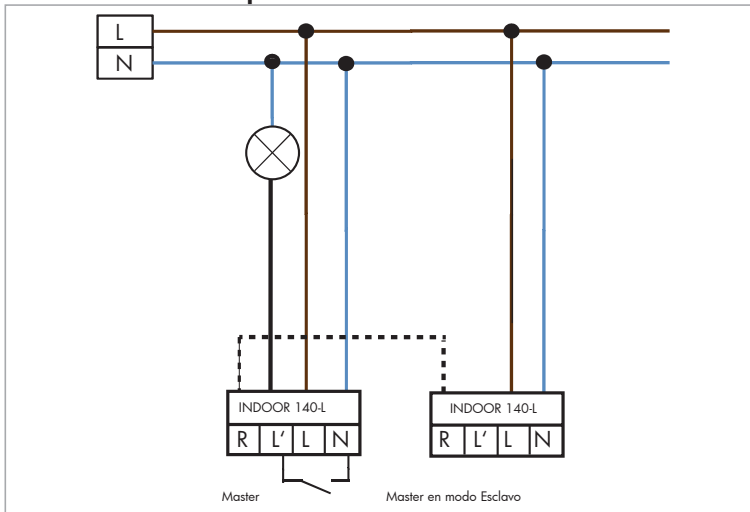 L
N
INDOOR 140-L
R L' L N
INDOOR 140-L
R L' L N
Master
Master en modo Esclavo